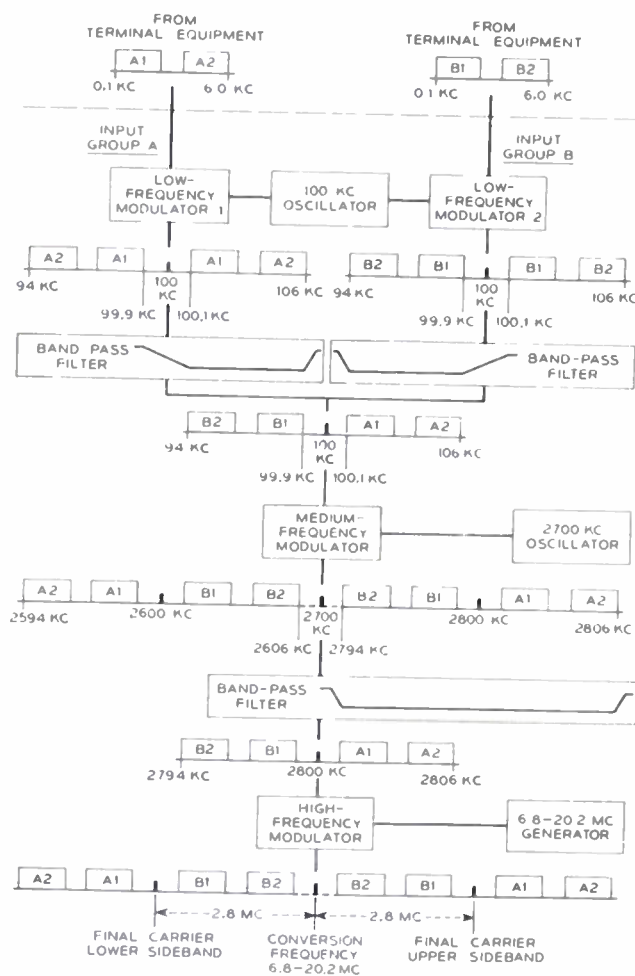 FROM TERMINAL EQUIPMENT
FROM TERMINAL EQUIPMENT
A1 A2
B1 B2
0.1 KC 6.0 KC
0.1 KC 6.0 KC
INPUT GROUP A
INPUT GROUP B
LOW-FREQUENCY MODULATOR 1
100 KC OSCILLATOR
LOW-FREQUENCY MODULATOR 2
A2 A1 A1 A2
B2 B1 B1 B2
94 KC 100 KC 106 KC
94 KC 100 KC 106 KC
99.9 KC 100.1 KC
99.9 KC 100.1 KC
BAND PASS FILTER
BAND-PASS FILTER
B2 B1 A1 A2
94 KC 100 KC 106 KC
99.9 KC 100.1 KC
MEDIUM-FREQUENCY MODULATOR
2700 KC OSCILLATOR
A2 A1 B1 B2 B2 B1 A1 A2
2594 KC 2600 KC 2700 KC 2800 KC 2806 KC
2606 KC 2794 KC
BAND-PASS FILTER
B2 B1 A1 A2
2794 KC 2800 KC 2806 KC
HIGH-FREQUENCY MODULATOR
6.8-20.2 MC GENERATOR
A2 A1 B1 B2 B2 B1 A1 A2
2.8 MC 2.8 MC
FINAL CARRIER LOWER SIDEBAND
CONVERSION FREQUENCY 6.8-20.2 MC
FINAL CARRIER UPPER SIDEBAND